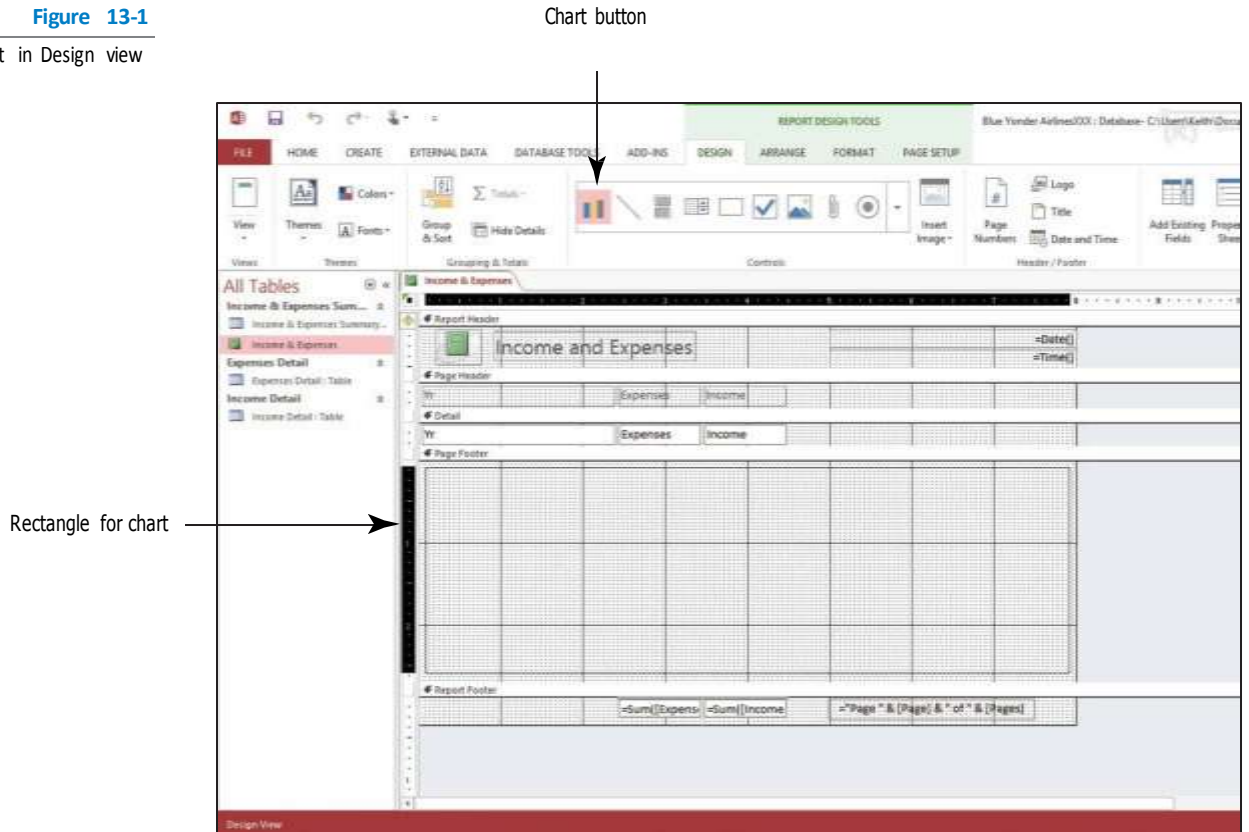 Figure 13-1
t in Design view
Chart button
REPORT DESIGN TOOLS
Blue Yonder AirlinesXXX : Database- C:\Users\Keith\Docu
FILE HOME CREATE EXTERNAL DATA DATABASE TOOLS ADD-INS DESIGN ARRANGE FORMAT PAGE SETUP
View
Themes
Colors
Fonts
Group & Sort
Σ Totals
Hide Details
Insert Image
Page Numbers
Logo
Title
Date and Time
Add Existing Fields
Views Themes Grouping & Totals Controls Header / Footer
All Tables
Income & Expenses Sum...
Income & Expenses Summary...
Income & Expenses
Expenses Detail
Expenses Detail : Table
Income Detail
Income Detail : Table
Income & Expenses
Report Header
Income and Expenses
=Date()
=Time()
Page Header
Yr Expenses Income
Detail
Yr Expenses Income
Page Footer
Rectangle for chart
Report Footer
=Sum([Expens =Sum([Income ="Page " & [Page] & " of " & [Pages]
Design View